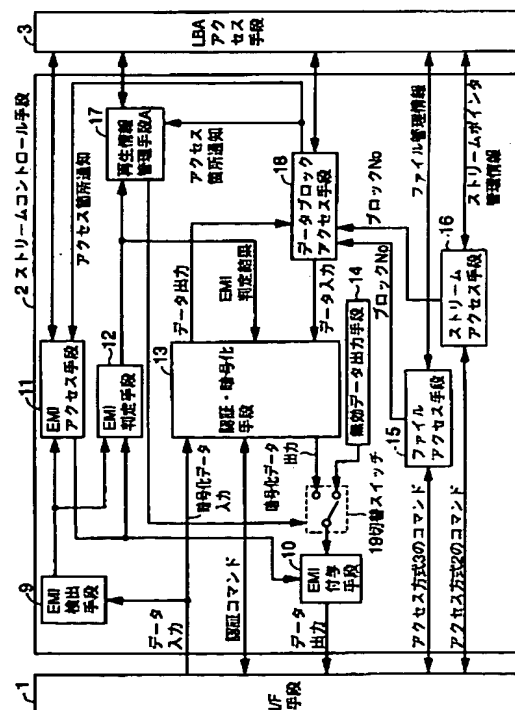 3
LBA
アクセス
手段
2 ストリームコントロール手段
アクセス箇所通知
17
再生情報
管理手段A
アクセス
箇所通知
ファイル管理情報
ストリームポインタ
管理情報
18
データブロック
アクセス手段
ブロックNo
16
ストリーム
アクセス手段
11
EMI
アクセス手段
12
EMI
判定手段
データ出力
EMI
判定結果
データ入力
14
無効データ出力手段
ブロックNo
13
認証・暗号化
手段
15
ファイル
アクセス手段
暗号化データ
入力
暗号化データ
出力
19切替スイッチ
9
EMI
検出手段
10
EMI
付与手段
データ
入力
認証コマンド
データ
出力
アクセス方式3のコマンド
アクセス方式2のコマンド
1
I/F
手段